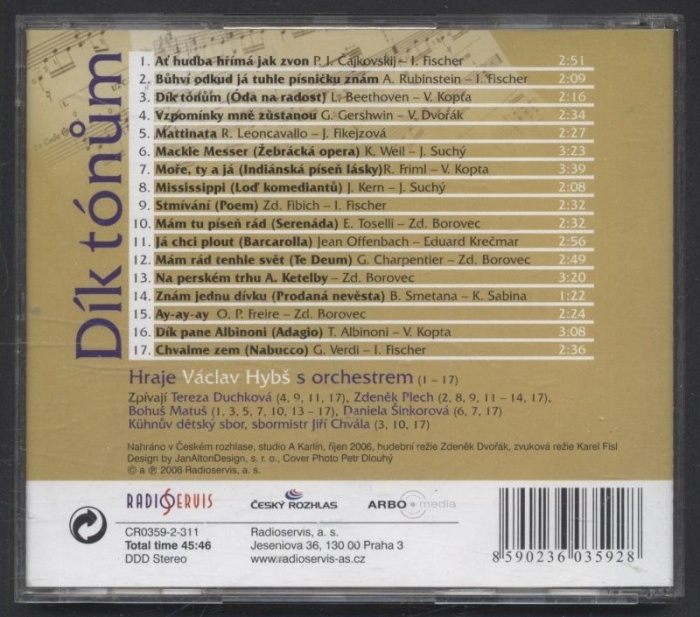 Dík tónům
1. Ať hudba hřímá jak zvon P. I. Čajkovskij – I. Fischer 2:51
2. Bůhví odkud já tuhle písničku znám A. Rubinstein – I. Fischer 2:09
3. Dík tónům (Óda na radost) L. Beethoven – V. Kopta 2:16
4. Vzpomínky mně zůstanou G. Gershwin – V. Dvořák 2:34
5. Mattinata R. Leoncavallo – J. Fikejzová 2:27
6. Mackie Messer (Žebrácká opera) K. Weil – J. Suchý 3:23
7. Moře, ty a já (Indiánská píseň lásky)R. Friml – V. Kopta 3:39
8. Mississippi (Loď komediantů) J. Kern – J. Suchý 2:08
9. Stmívání (Poem) Zd. Fibich – I. Fischer 2:32
10. Mám tu píseň rád (Serenáda) E. Toselli – Zd. Borovec 2:32
11. Já chci plout (Barcarolla) Jean Offenbach – Eduard Krečmar 2:56
12. Mám rád tenhle svět (Te Deum) G. Charpentier – Zd. Borovec 2:49
13. Na perském trhu A. Ketelby – Zd. Borovec 3:20
14. Znám jednu dívku (Prodaná nevěsta) B. Smetana – K. Sabina 1:22
15. Ay-ay-ay O. P. Freire – Zd. Borovec 2:24
16. Dík pane Albinoni (Adagio) T. Albinoni – V. Kopta 3:08
17. Chvalme zem (Nabucco) G. Verdi – I. Fischer 2:36
Hraje Václav Hybš s orchestrem (1 – 17)
Zpívají Tereza Duchková (4, 9, 11, 17), Zdeněk Plech (2, 8, 9, 11 – 14, 17),
Bohuš Matuš (1, 3, 5, 7, 10, 13 – 17), Daniela Šinkorová (6, 7, 17)
Kühnův dětský sbor, sbormistr Jiří Chvála (3, 10, 17)
Nahráno v Českém rozhlase, studio A Karlín, říjen 2006, hudební režie Zdeněk Dvořák, zvuková režie Karel Fisl
Design by JanAltonDesign, s. r. o., Cover Photo Petr Dlouhý
© a ℗ 2008 Radioservis, a. s.
RADIOSERVIS
ČESKÝ ROZHLAS
ARBO media
CR0359-2-311
Total time 45:46
DDD Stereo
Radioservis, a. s.
Jeseniova 36, 130 00 Praha 3
www.radioservis-as.cz
8 590236 035928